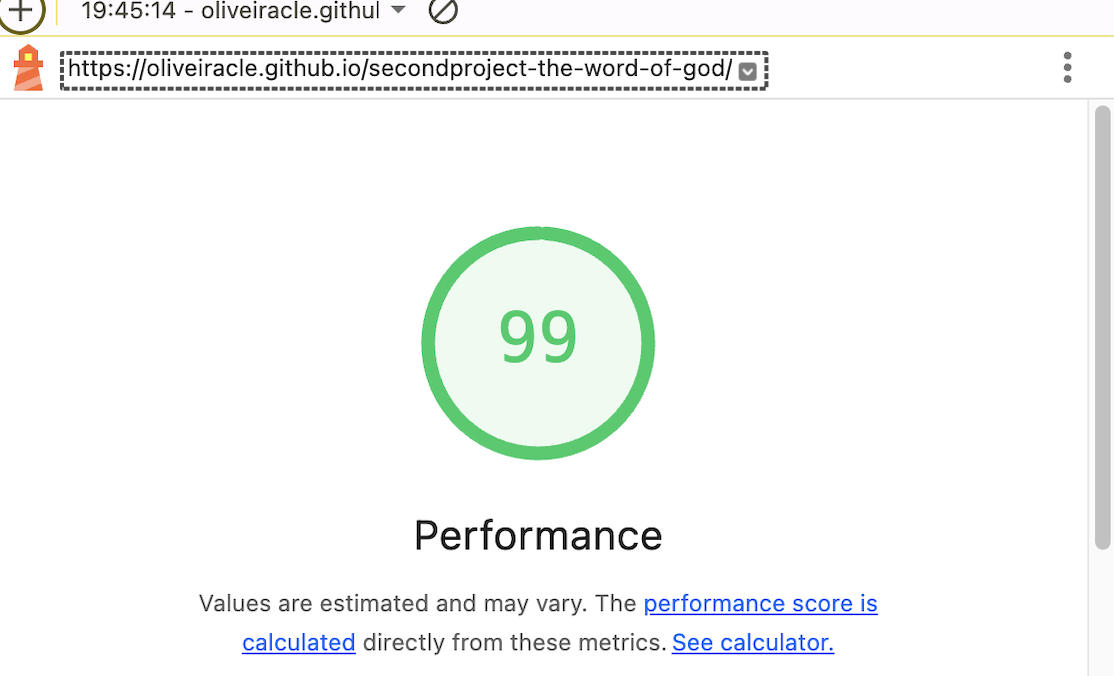 19:45:14 - oliveiracle.githul
https://oliveiracle.github.io/secondproject-the-word-of-god/
99
Performance
Values are estimated and may vary. The performance score is
calculated directly from these metrics. See calculator.